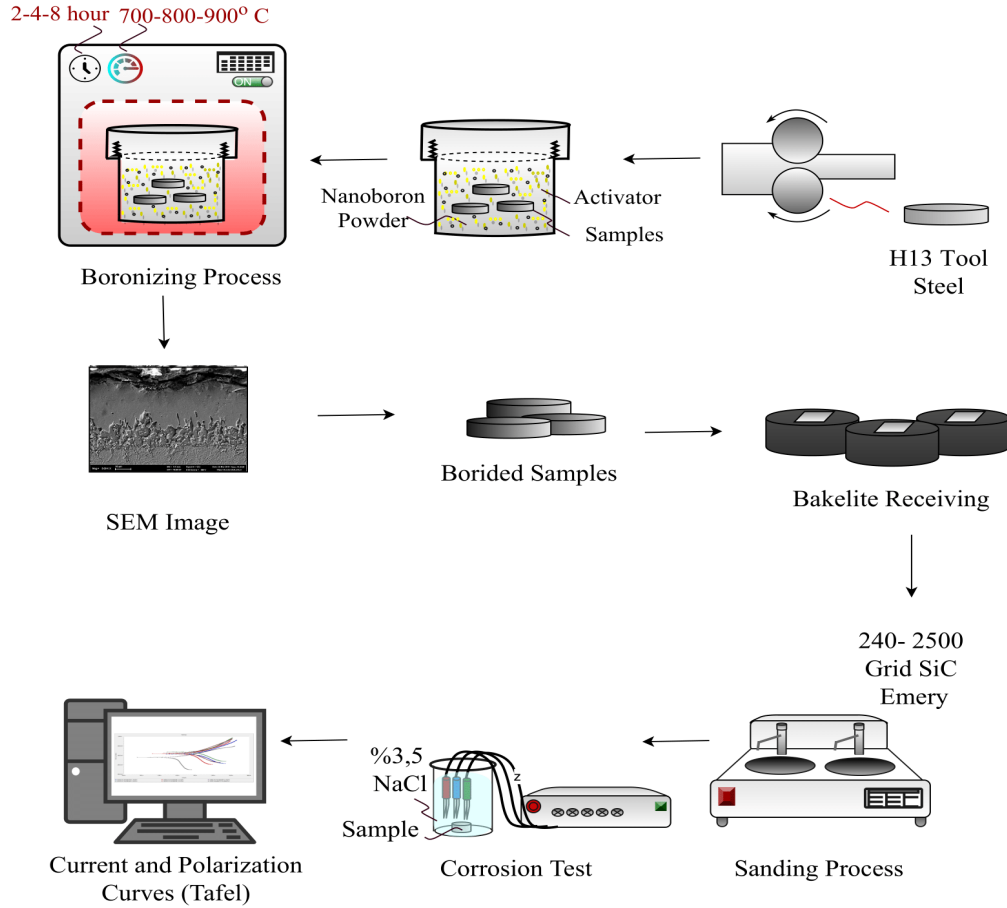 2-4-8 hour
700-800-900° C
ON
Nanoboron
Powder
Activator
Samples
H13 Tool
Steel
Boronizing Process
SEM Image
Borided Samples
Bakelite Receiving
240- 2500
Grid SiC
Emery
%3,5
NaCl
Sample
z
Current and Polarization
Curves (Tafel)
Corrosion Test
Sanding Process